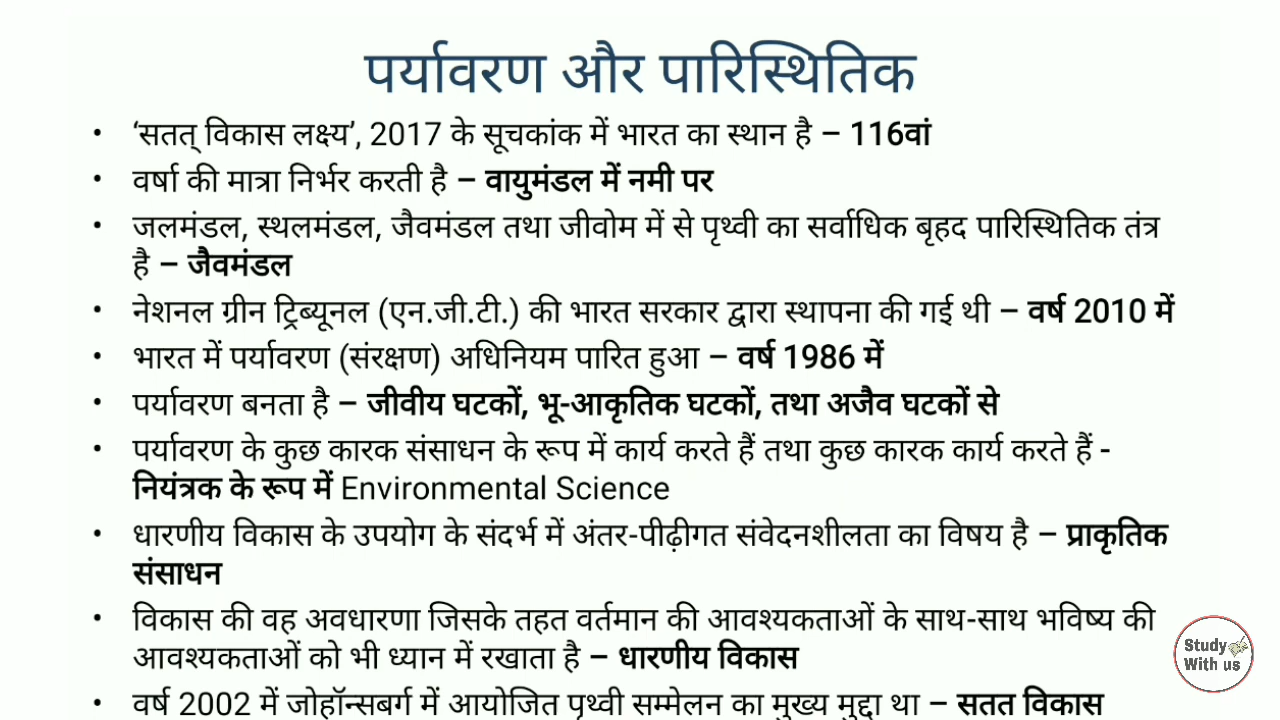 पर्यावरण और पारिस्थितिक
• ‘सतत् विकास लक्ष्य’, 2017 के सूचकांक में भारत का स्थान है – 116वां
• वर्षा की मात्रा निर्भर करती है – वायुमंडल में नमी पर
• जलमंडल, स्थलमंडल, जैवमंडल तथा जीवोम में से पृथ्वी का सर्वाधिक बृहद पारिस्थितिक तंत्र
है – जैवमंडल
• नेशनल ग्रीन ट्रिब्यूनल (एन.जी.टी.) की भारत सरकार द्वारा स्थापना की गई थी – वर्ष 2010 में
• भारत में पर्यावरण (संरक्षण) अधिनियम पारित हुआ – वर्ष 1986 में
• पर्यावरण बनता है – जीवीय घटकों, भू-आकृतिक घटकों, तथा अजैव घटकों से
• पर्यावरण के कुछ कारक संसाधन के रूप में कार्य करते हैं तथा कुछ कारक कार्य करते हैं -
नियंत्रक के रूप में Environmental Science
• धारणीय विकास के उपयोग के संदर्भ में अंतर-पीढ़ीगत संवेदनशीलता का विषय है – प्राकृतिक
संसाधन
• विकास की वह अवधारणा जिसके तहत वर्तमान की आवश्यकताओं के साथ-साथ भविष्य की
आवश्यकताओं को भी ध्यान में रखाता है – धारणीय विकास
• वर्ष 2002 में जोहॉन्सबर्ग में आयोजित पृथ्वी सम्मेलन का मुख्य मुद्दा था – सतत विकास
Study
With us